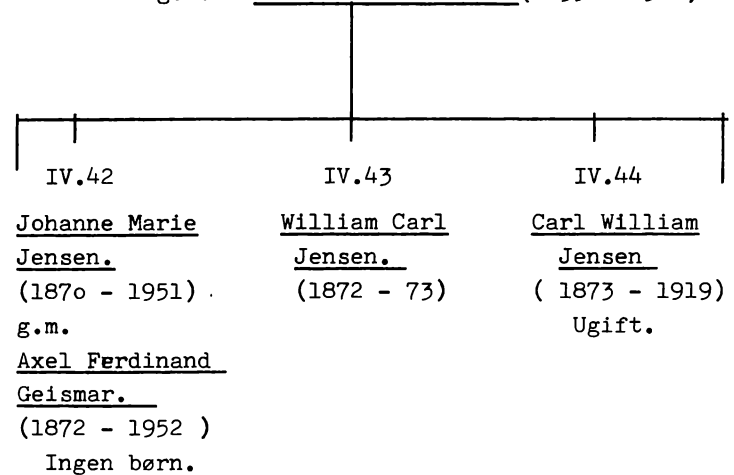 IV.42
Johanne Marie
Jensen.
(187o - 1951) .
g.m.
Axel Ferdinand
Geismar.
(1872 - 1952 )
Ingen børn.
IV.43
William Carl
Jensen.
(1872 - 73)
IV.44
Carl William
Jensen
( 1873 - 1919)
Ugift.